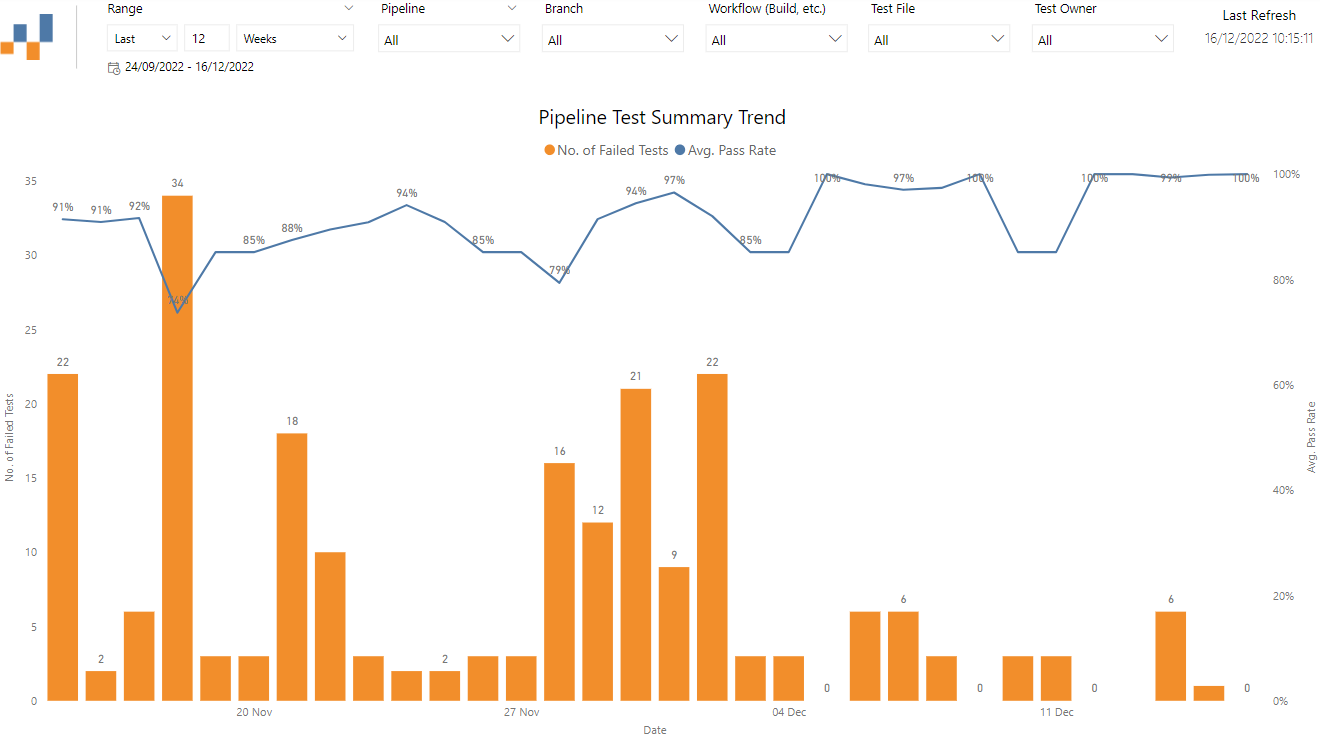 Range
Pipeline
Branch
Workflow (Build, etc.)
Test File
Test Owner
Last Refresh
Last
12
Weeks
All
All
All
All
All
16/12/2022 10:15:11
24/09/2022 - 16/12/2022
Pipeline Test Summary Trend
No. of Failed Tests
Avg. Pass Rate
35
30
25
20
15
10
5
0
No. of Failed Tests
100%
80%
60%
40%
20%
0%
Avg. Pass Rate
91%
91%
92%
74%
85%
88%
94%
85%
79%
94%
97%
85%
100%
97%
100%
100%
99%
100%
22
2
34
18
2
16
12
21
9
22
0
6
0
0
6
0
20 Nov
27 Nov
04 Dec
11 Dec
Date